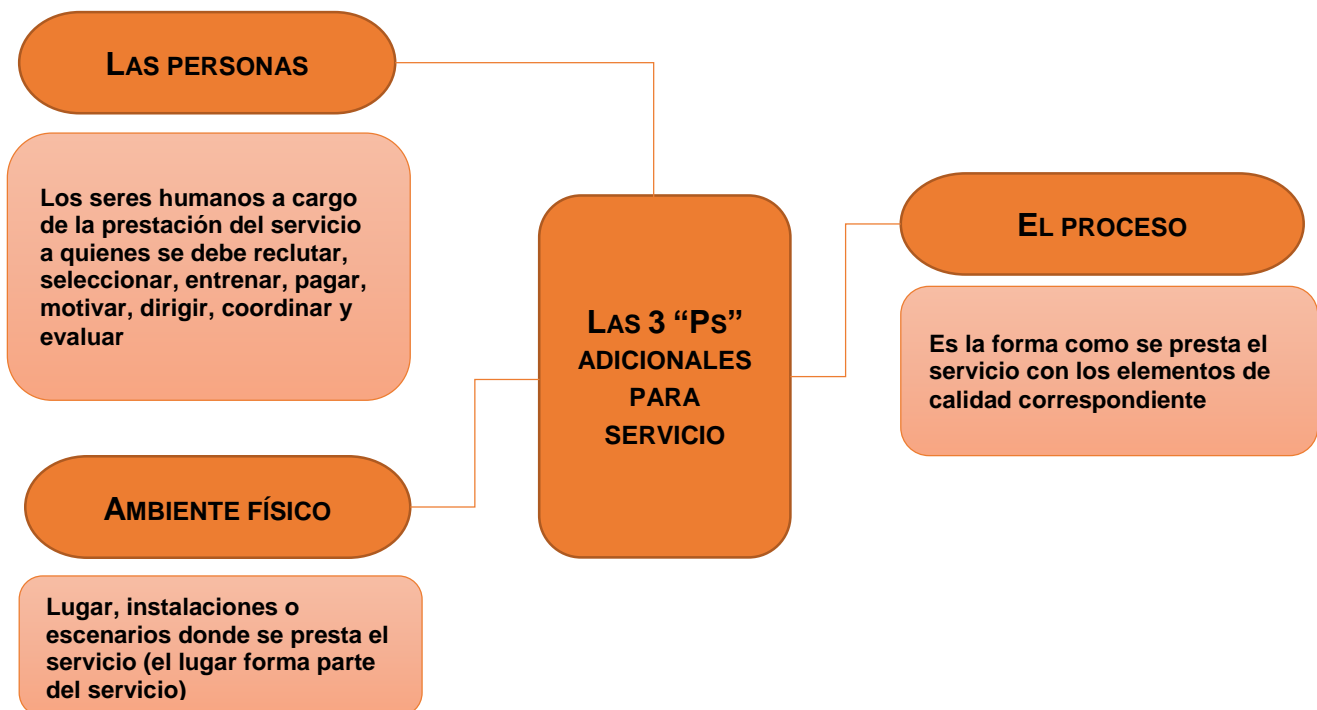 LAS PERSONAS
Los seres humanos a cargo
de la prestación del servicio
a quienes se debe reclutar,
seleccionar, entrenar, pagar,
motivar, dirigir, coordinar y
evaluar
AMBIENTE FÍSICO
Lugar, instalaciones o
escenarios donde se presta el
servicio (el lugar forma parte
del servicio)
LAS 3 “PS”
ADICIONALES
PARA
SERVICIO
EL PROCESO
Es la forma como se presta el
servicio con los elementos de
calidad correspondiente